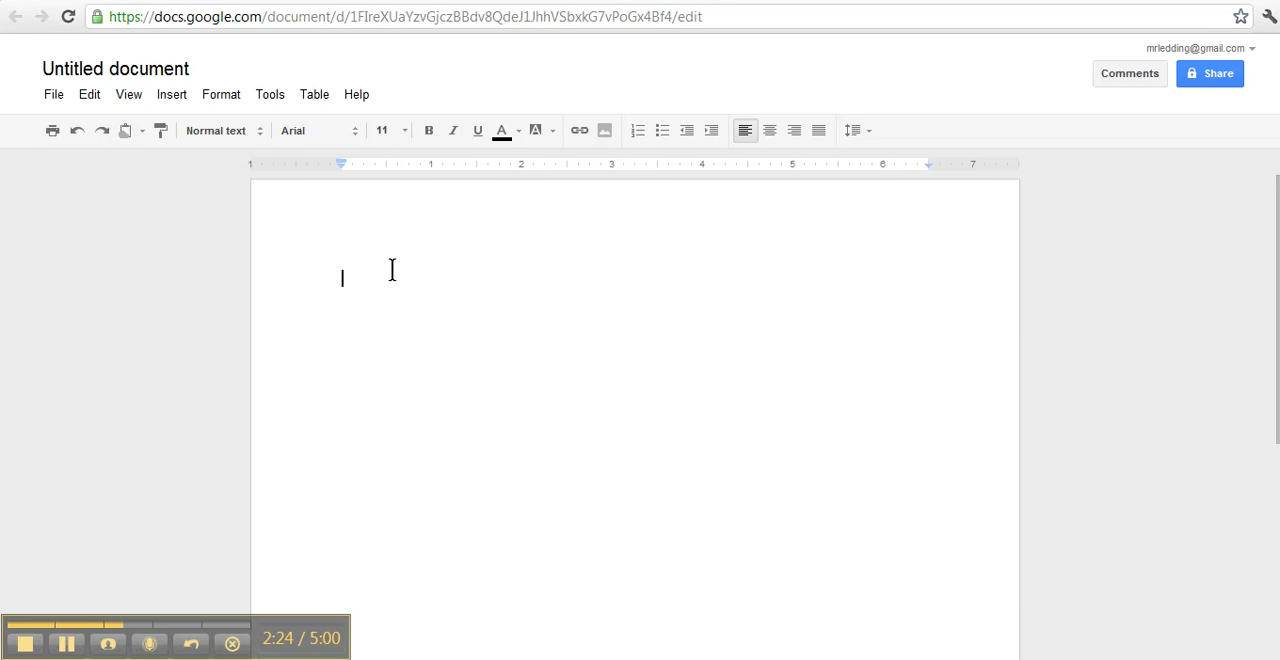 https://docs.google.com/document/d/1FIreXUaYzvGjczBBdv8QdeJ1JhhVSbxkG7vPoGx4Bf4/edit
mrledding@gmail.com
Untitled document
Comments
Share
File Edit View Insert Format Tools Table Help
Normal text Arial 11 B I U A A
1 1 2 3 4 5 6 7
2:24 / 5:00